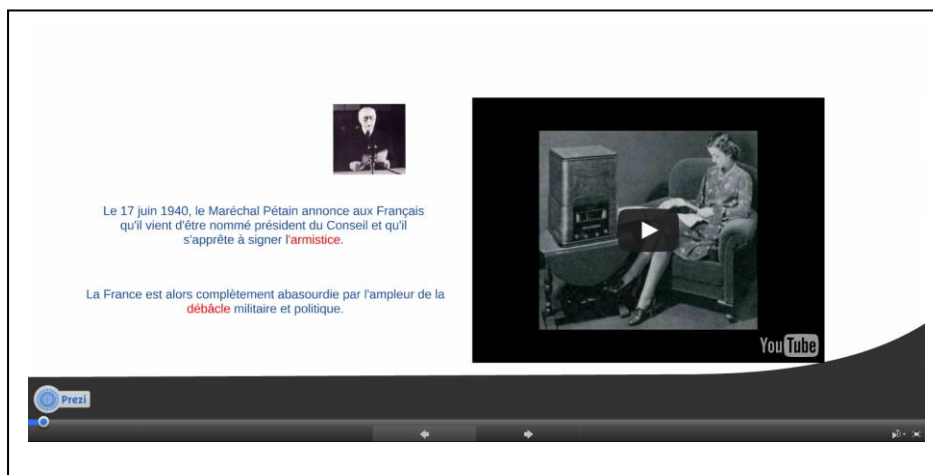 Le 17 juin 1940, le Maréchal Pétain annonce aux Français
qu'il vient d'être nommé président du Conseil et qu'il
s'apprête à signer l'armistice.
La France est alors complètement abasourdie par l'ampleur de la
débâcle militaire et politique.
YouTube
Prezi